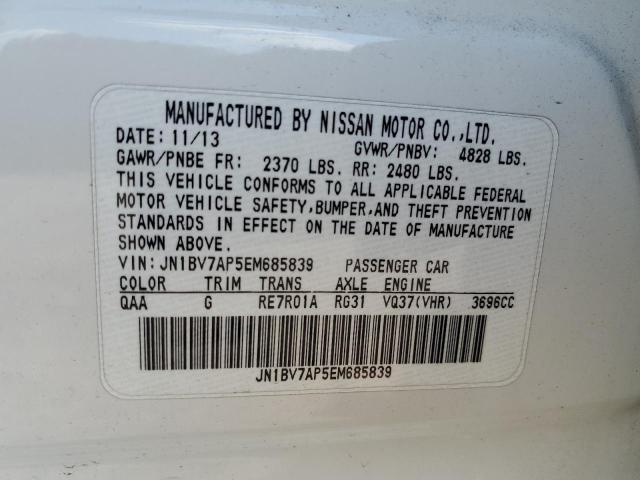 MANUFACTURED BY NISSAN MOTOR CO.,LTD.
DATE: 11/13 GVWR/PNBV: 4828 LBS.
GAWR/PNBE FR: 2370 LBS. RR: 2480 LBS.
THIS VEHICLE CONFORMS TO ALL APPLICABLE FEDERAL
MOTOR VEHICLE SAFETY,BUMPER,AND THEFT PREVENTION
STANDARDS IN EFFECT ON THE DATE OF MANUFACTURE
SHOWN ABOVE.
VIN:JN1BV7AP5EM685839 PASSENGER CAR
COLOR TRIM TRANS AXLE ENGINE
QAA G RE7R01A RG31 VQ37(VHR) 3696CC
JN1BV7AP5EM685839